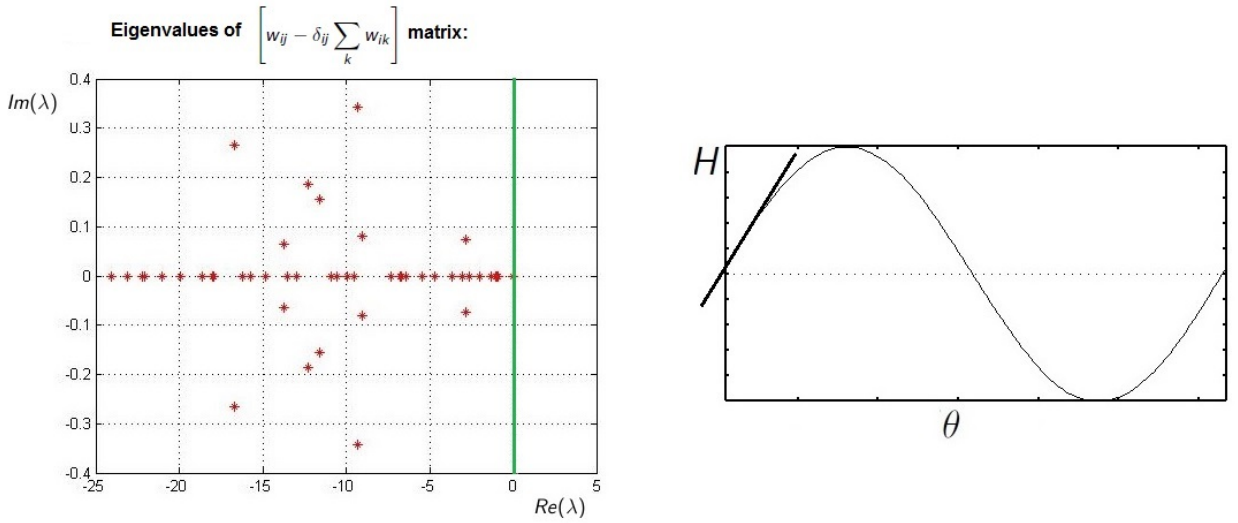 Eigenvalues of [w_ij − δ_ij ∑_k w_ik] matrix:
Im(λ)
0.4
0.3
0.2
0.1
0
-0.1
-0.2
-0.3
-0.4
-25 -20 -15 -10 -5 0 5
Re(λ)
H
θ